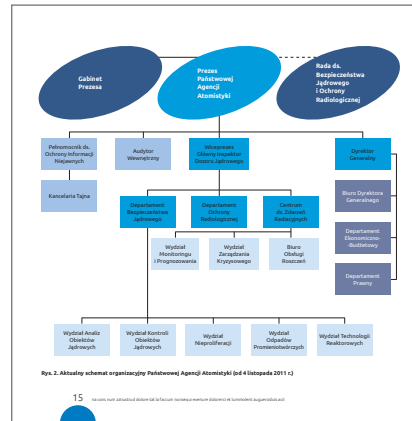 Gabinet
Prezesa
Prezes
Państwowej
Agencji
Atomistyki
Rada ds.
Bezpieczeństwa
Jądrowego
i Ochrony
Radiologicznej
Pełnomocnik ds.
Ochrony Informacji
Niejawnych
Audytor
Wewnętrzny
Wiceprezes
Główny Inspektor
Dozoru Jądrowego
Dyrektor
Generalny
Kancelaria Tajna
Biuro Dyrektora
Generalnego
Departament
Bezpieczeństwa
Jądrowego
Departament
Ochrony
Radiologicznej
Centrum
ds. Zdarzeń
Radiacyjnych
Departament
Ekonomiczno-
Budżetowy
Wydział
Monitoringu
i Prognozowania
Wydział
Zarządzania
Kryzysowego
Biuro
Obsługi
Roszczeń
Departament
Prawny
Wydział Analiz
Obiektów
Jądrowych
Wydział Kontroli
Obiektów
Jądrowych
Wydział
Nieproliferacji
Wydział
Odpadów
Promieniotwórczych
Wydział Technologii
Reaktorowych
Rys. 2. Aktualny schemat organizacyjny Państwowej Agencji Atomistyki (od 4 listopada 2011 r.)
15